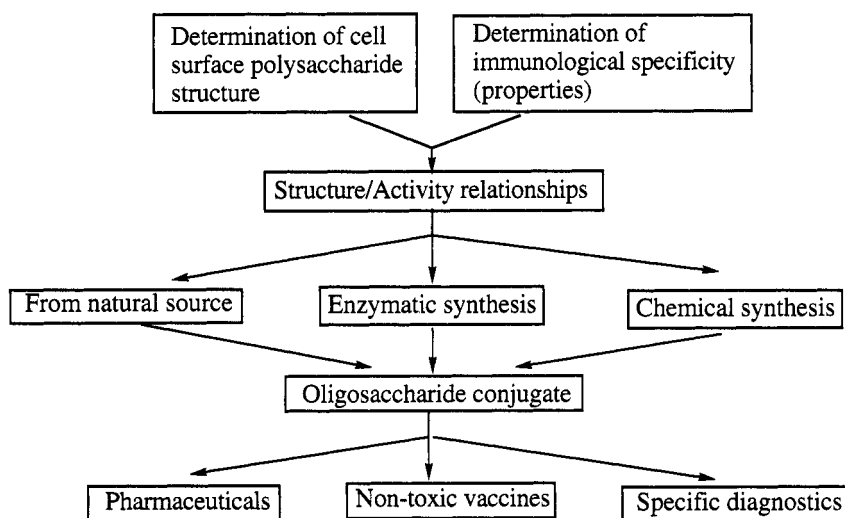 Determination of cell
surface polysaccharide
structure
Determination of
immunological specificity
(properties)
Structure/Activity relationships
From natural source
Enzymatic synthesis
Chemical synthesis
Oligosaccharide conjugate
Pharmaceuticals
Non-toxic vaccines
Specific diagnostics